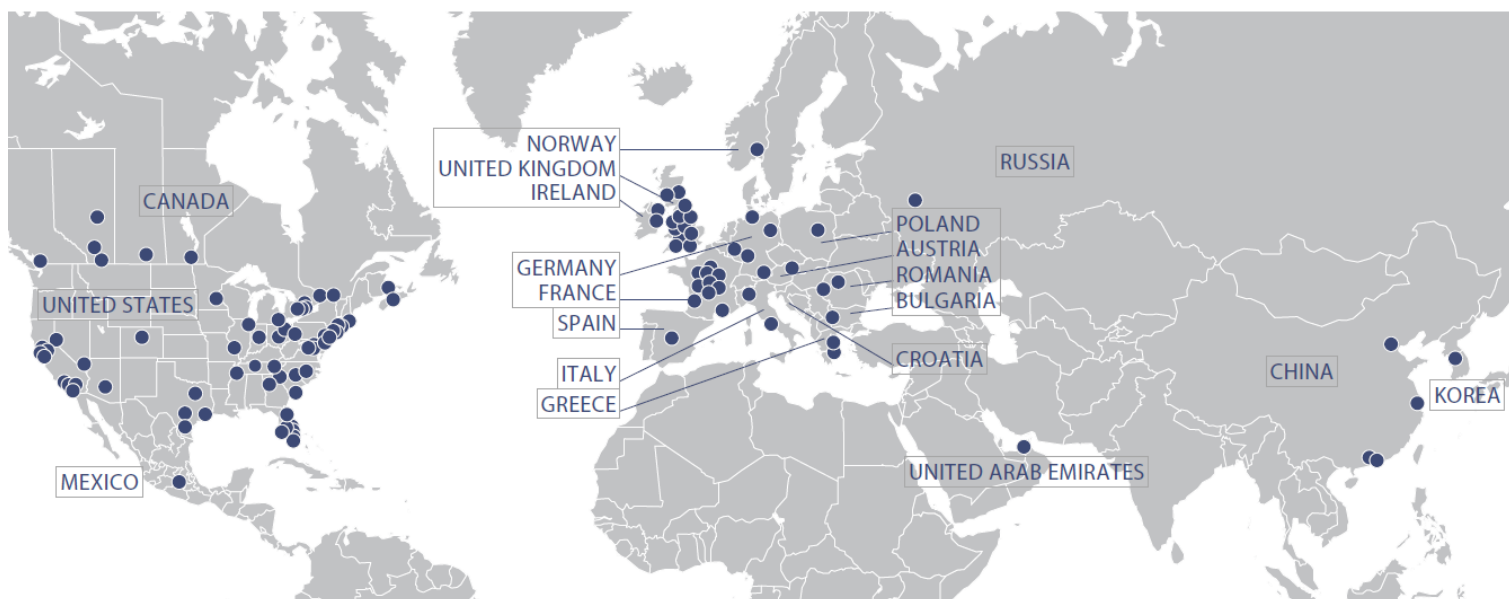 NORWAY
UNITED KINGDOM
IRELAND
RUSSIA
CANADA
POLAND
AUSTRIA
ROMANIA
BULGARIA
GERMANY
FRANCE
UNITED STATES
SPAIN
CROATIA
ITALY
GREECE
CHINA
KOREA
MEXICO
UNITED ARAB EMIRATES